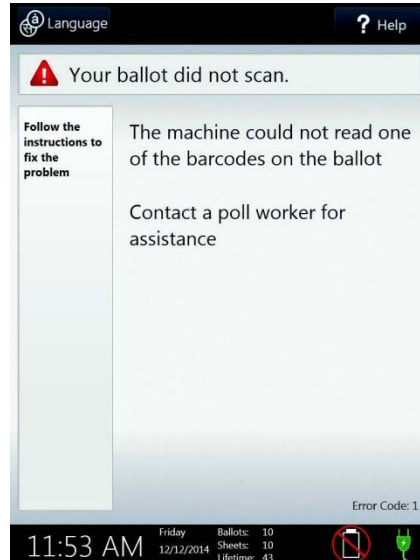 Language
? Help
Your ballot did not scan.
Follow the
instructions to
fix the
problem
The machine could not read one
of the barcodes on the ballot
Contact a poll worker for
assistance
Error Code: 1
11:53 AM
Friday
12/12/2014
Ballots: 10
Sheets: 10
Lifetime: 43